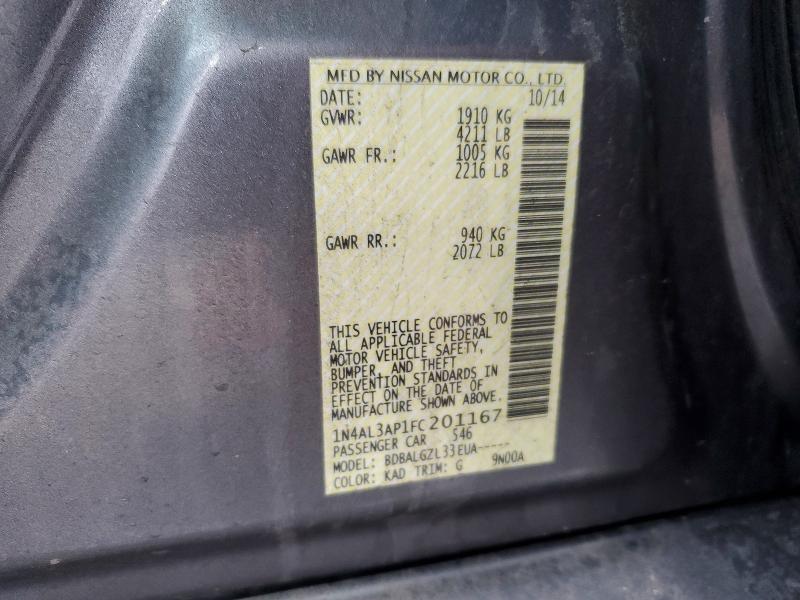 MFD BY NISSAN MOTOR CO., LTD.
DATE: 10/14
GVWR: 1910 KG
4211 LB
GAWR FR.: 1005 KG
2216 LB
GAWR RR.: 940 KG
2072 LB
THIS VEHICLE CONFORMS TO
ALL APPLICABLE FEDERAL
MOTOR VEHICLE SAFETY,
BUMPER, AND THEFT
PREVENTION STANDARDS IN
EFFECT ON THE DATE OF
MANUFACTURE SHOWN ABOVE.
1N4AL3AP1FC201167
PASSENGER CAR 546
MODEL: BDBALGZL33EUA-----
COLOR: KAD TRIM: G 9N00A